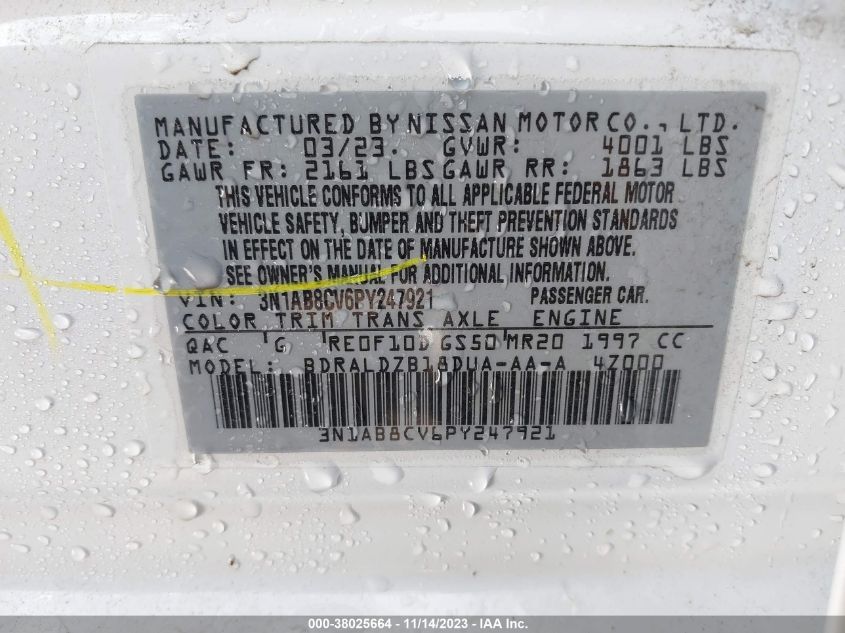 MANUFACTURED BY NISSAN MOTOR CO., LTD.
DATE: 03/23. GVWR: 4001 LBS
GAWR FR: 2161 LBS GAWR RR: 1863 LBS
THIS VEHICLE CONFORMS TO ALL APPLICABLE FEDERAL MOTOR
VEHICLE SAFETY, BUMPER AND THEFT PREVENTION STANDARDS
IN EFFECT ON THE DATE OF MANUFACTURE SHOWN ABOVE.
SEE OWNER'S MANUAL FOR ADDITIONAL INFORMATION.
VIN: 3N1AB8CV6PY247921 PASSENGER CAR.
COLOR TRIM TRANS AXLE ENGINE
QAC 'G 'RE0F10D GS50'MR20 1997 CC
MODEL: BDRALDZB18DUA-AA-A 4Z000
3N1AB8CV6PY247921
000-38025664 - 11/14/2023 - IAA Inc.